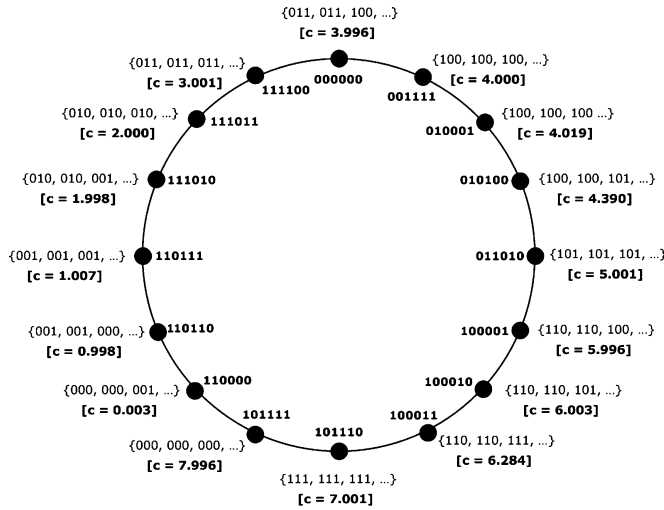 {011, 011, 100, …}
[c = 3.996]
000000
{100, 100, 100, …}
[c = 4.000]
001111
{100, 100, 100 …}
[c = 4.019]
010001
{100, 100, 101, …}
[c = 4.390]
010100
{101, 101, 101, …}
[c = 5.001]
011010
{110, 110, 100, …}
[c = 5.996]
100001
{110, 110, 101, …}
[c = 6.003]
100010
{110, 110, 111, …}
[c = 6.284]
100011
101110
{111, 111, 111, …}
[c = 7.001]
101111
{000, 000, 000, …}
[c = 7.996]
110000
{000, 000, 001, …}
[c = 0.003]
110110
{001, 001, 000, …}
[c = 0.998]
110111
{001, 001, 001, …}
[c = 1.007]
111010
{010, 010, 001, …}
[c = 1.998]
111011
{010, 010, 010, …}
[c = 2.000]
111100
{011, 011, 011, …}
[c = 3.001]